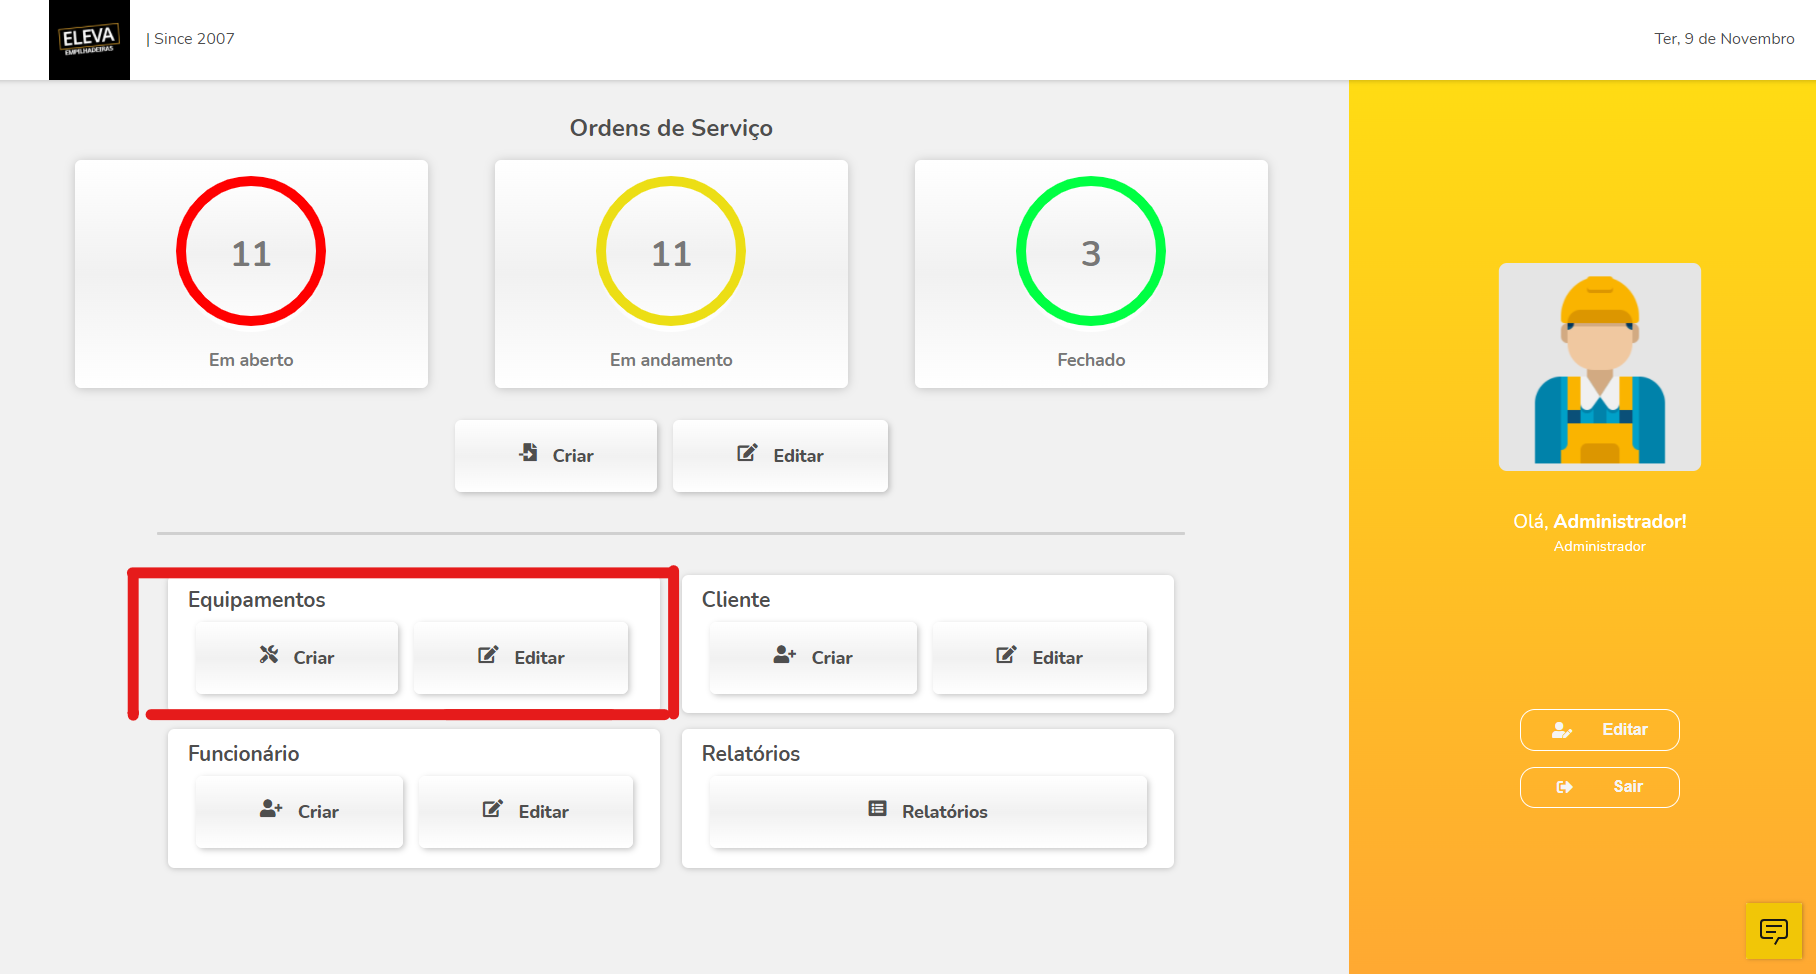 ELEVA
EMPILHADEIRAS
| Since 2007
Ter, 9 de Novembro
Ordens de Serviço
11
Em aberto
11
Em andamento
3
Fechado
Criar
Editar
Equipamentos
Criar
Editar
Cliente
Criar
Editar
Funcionário
Criar
Editar
Relatórios
Relatórios
Olá, Administrador!
Administrador
Editar
Sair